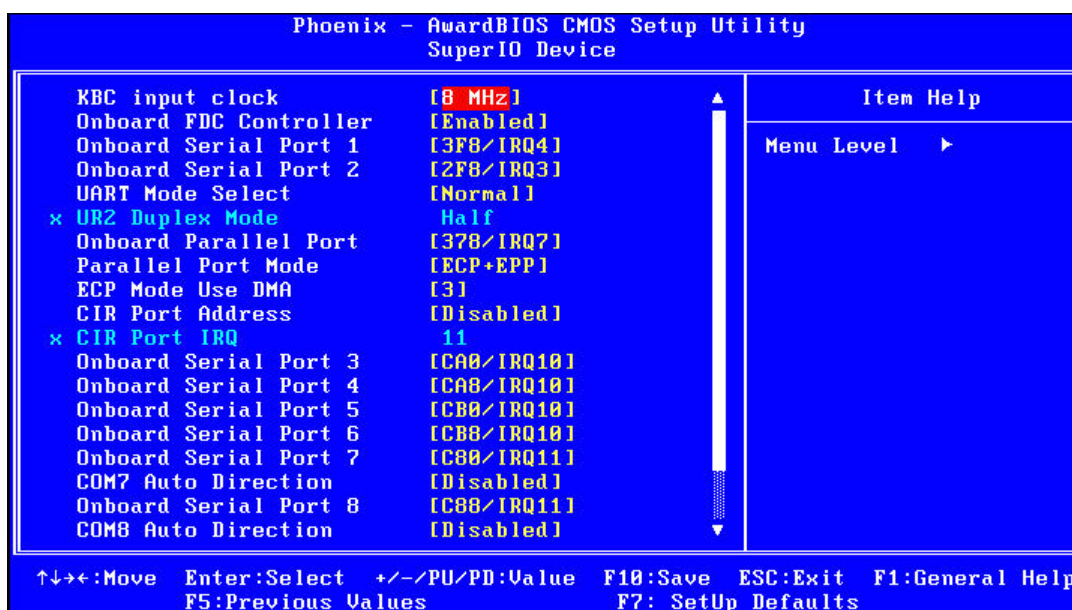 Phoenix - AwardBIOS CMOS Setup Utility
SuperIO Device
KBC input clock [8 MHz]
Onboard FDC Controller [Enabled]
Onboard Serial Port 1 [3F8/IRQ4]
Onboard Serial Port 2 [2F8/IRQ3]
UART Mode Select [Normal]
x UR2 Duplex Mode Half
Onboard Parallel Port [378/IRQ7]
Parallel Port Mode [ECP+EPP]
ECP Mode Use DMA [3]
CIR Port Address [Disabled]
x CIR Port IRQ 11
Onboard Serial Port 3 [CA0/IRQ10]
Onboard Serial Port 4 [CA8/IRQ10]
Onboard Serial Port 5 [CB0/IRQ10]
Onboard Serial Port 6 [CB8/IRQ10]
Onboard Serial Port 7 [C80/IRQ11]
COM7 Auto Direction [Disabled]
Onboard Serial Port 8 [C88/IRQ11]
COM8 Auto Direction [Disabled]
Item Help
Menu Level ►
↑↓→←:Move Enter:Select +/-/PU/PD:Value F10:Save ESC:Exit F1:General Help
F5:Previous Values F7: SetUp Defaults